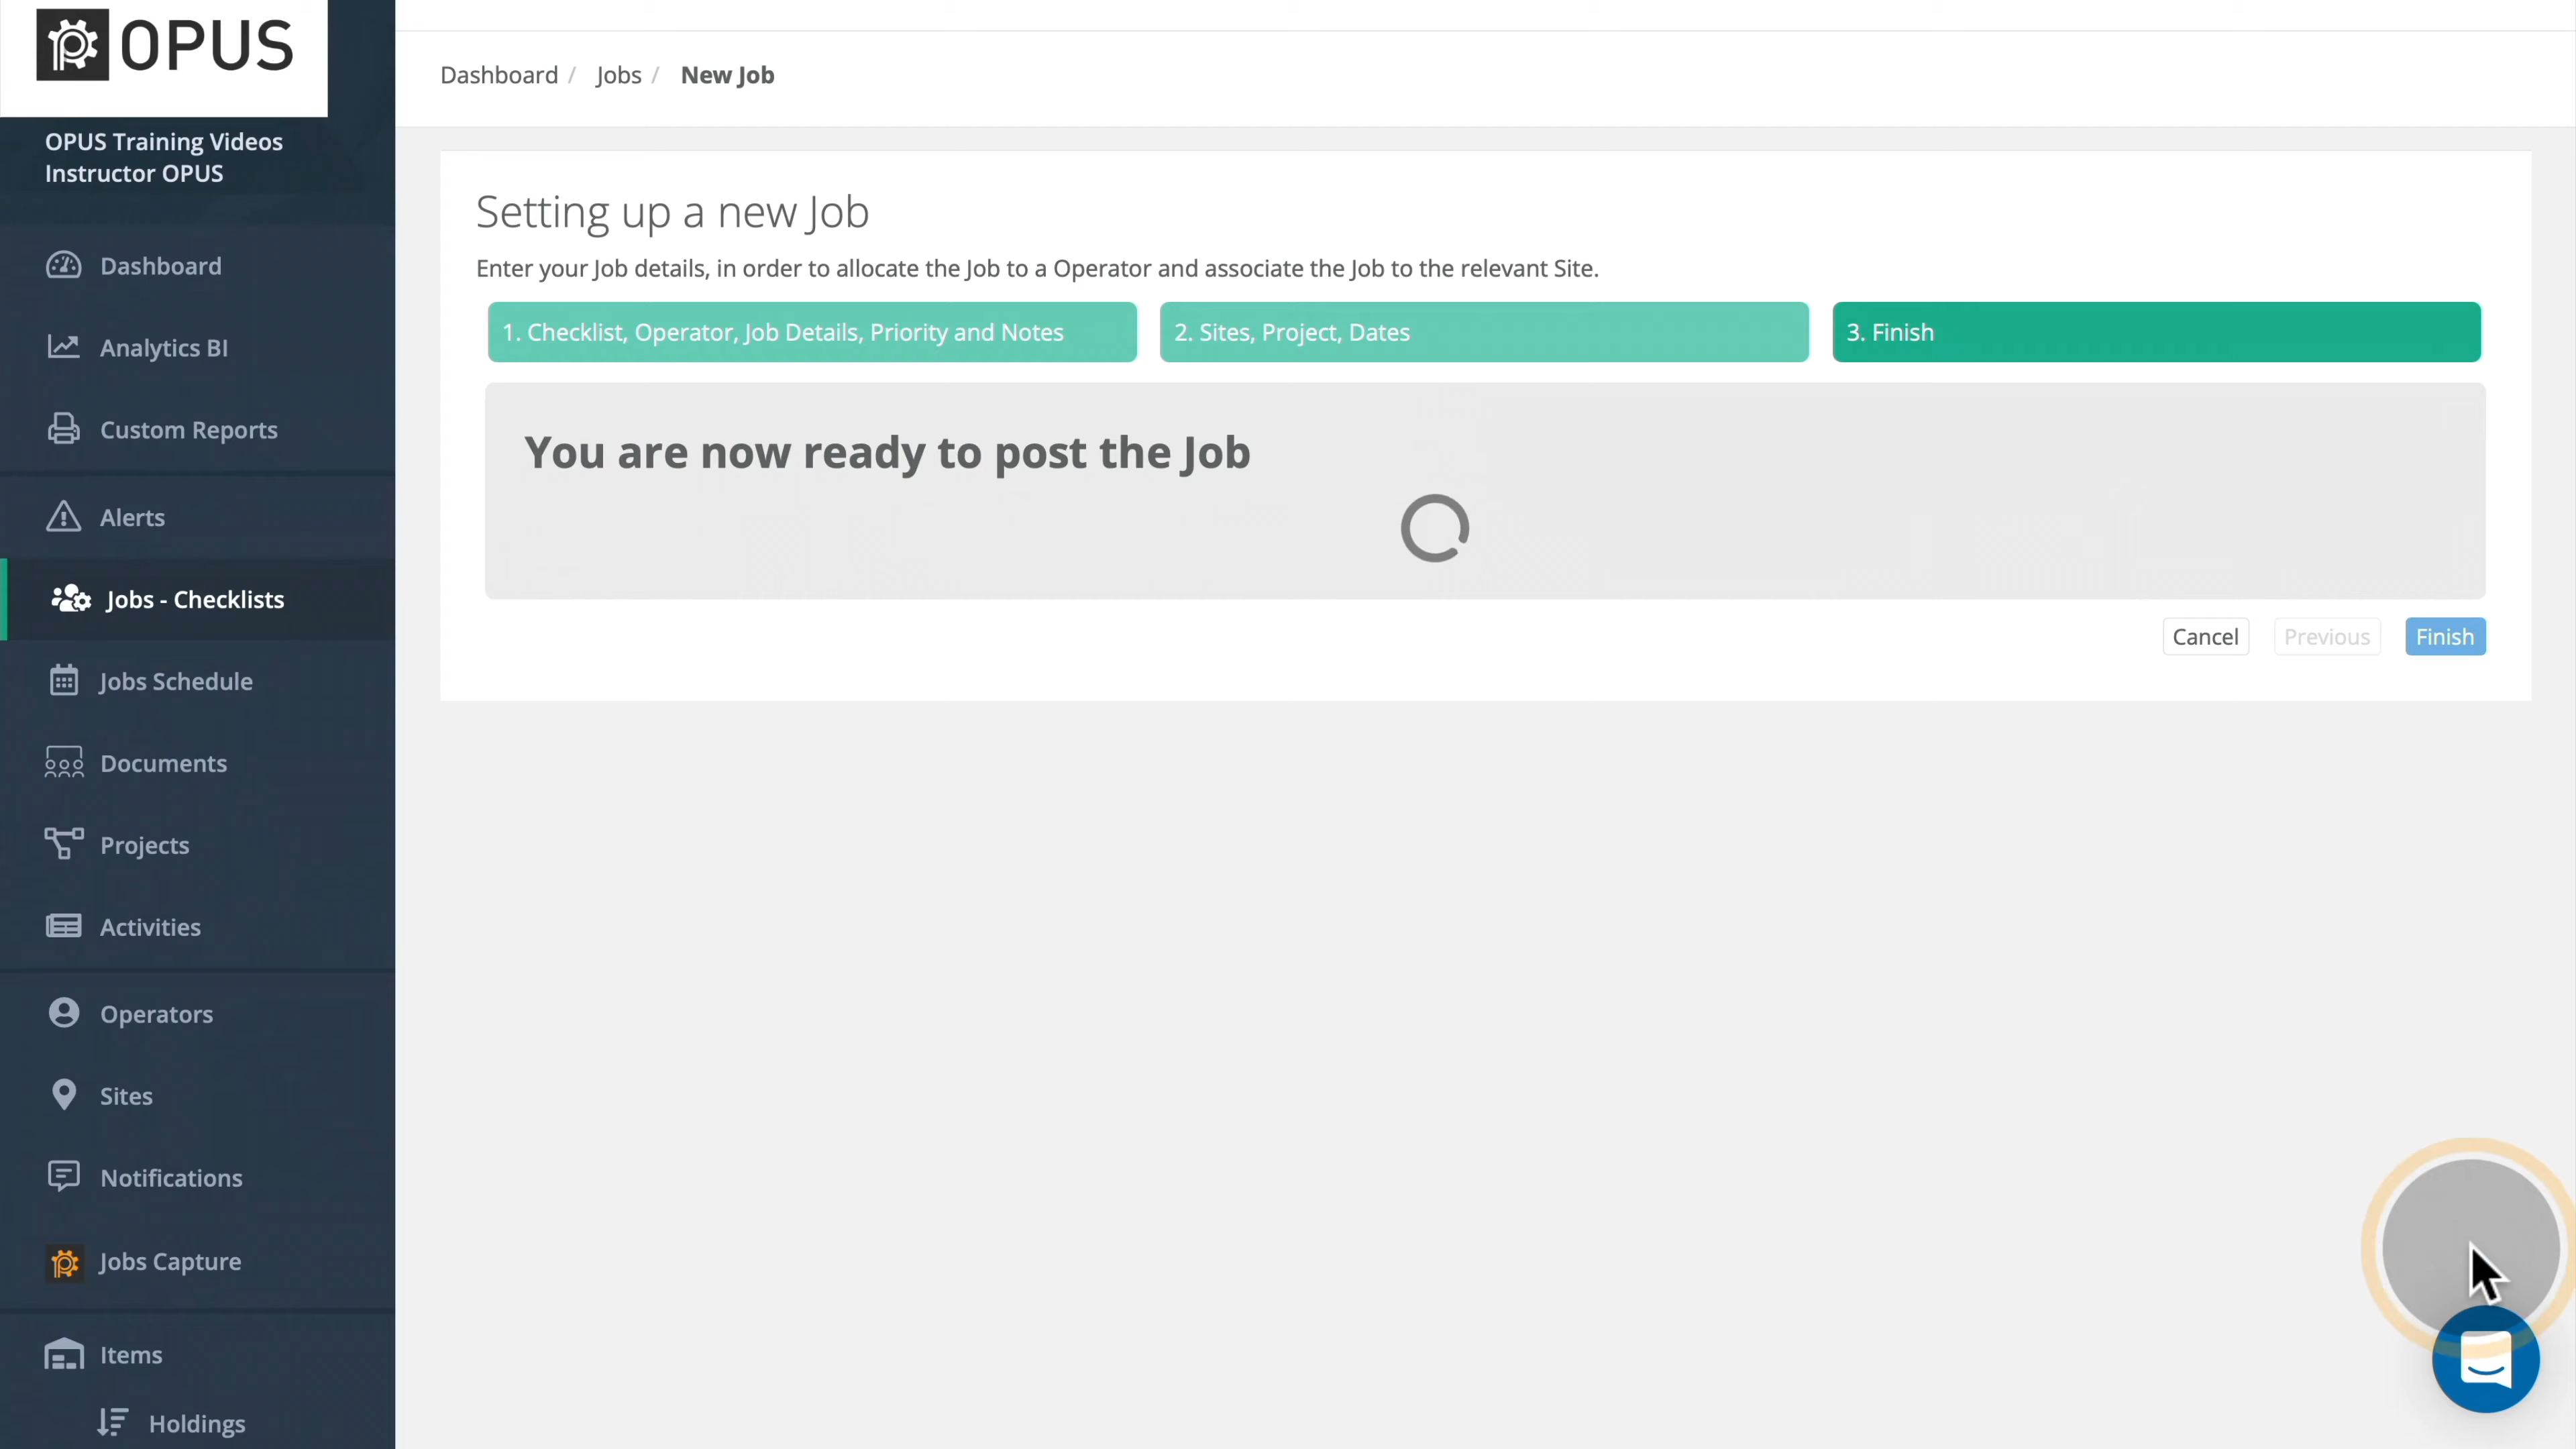 OPUS
OPUS Training Videos
Instructor OPUS
Dashboard
Analytics BI
Custom Reports
Alerts
Jobs - Checklists
Jobs Schedule
Documents
Projects
Activities
Operators
Sites
Notifications
Jobs Capture
Items
Holdings
Dashboard / Jobs / New Job
Setting up a new Job
Enter your Job details, in order to allocate the Job to a Operator and associate the Job to the relevant Site.
1. Checklist, Operator, Job Details, Priority and Notes
2. Sites, Project, Dates
3. Finish
You are now ready to post the Job
Cancel
Previous
Finish